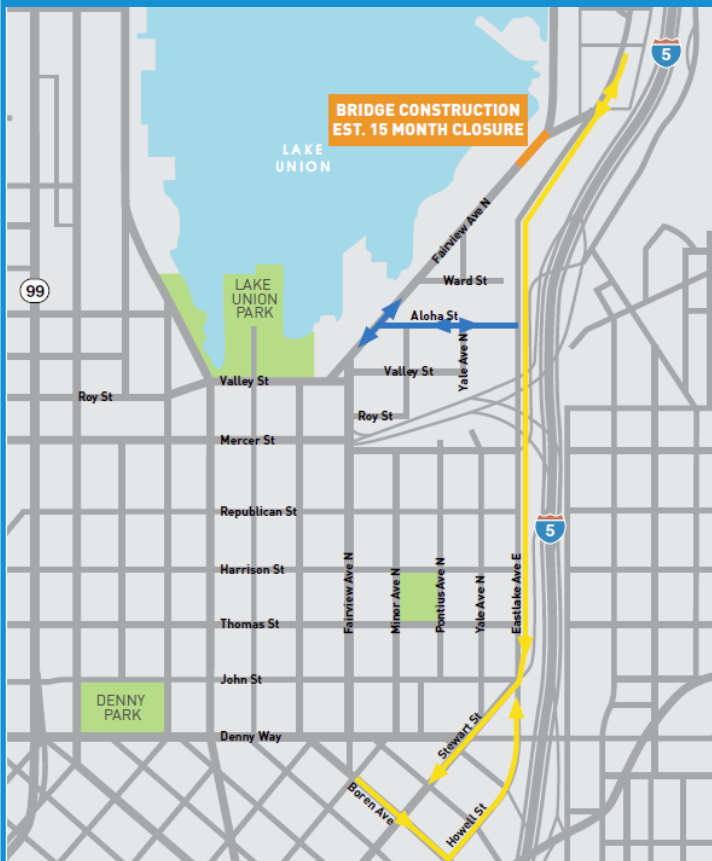 5
BRIDGE CONSTRUCTION
EST. 15 MONTH CLOSURE
LAKE
UNION
Fairview Ave N
Ward St
LAKE
UNION
PARK
99
Aloha St
Yale Ave N
Valley St
Valley St
Roy St
Roy St
Mercer St
Republican St
5
Harrison St
Fairview Ave N
Minor Ave N
Pontius Ave N
Yale Ave N
Eastlake Ave E
Thomas St
John St
DENNY
PARK
Denny Way
Stewart St
Boren Ave
Howell St